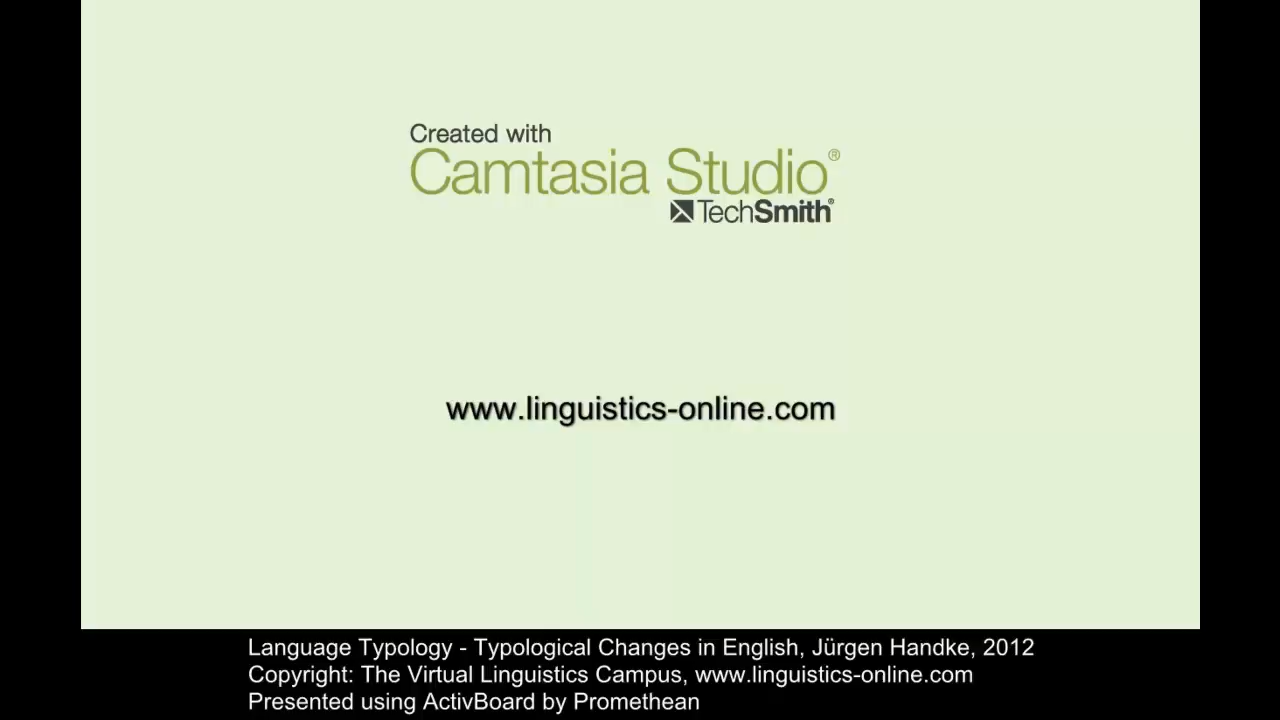 Created with
Camtasia Studio®
TechSmith®
www.linguistics-online.com
Language Typology - Typological Changes in English, Jürgen Handke, 2012
Copyright: The Virtual Linguistics Campus, www.linguistics-online.com
Presented using ActivBoard by Promethean